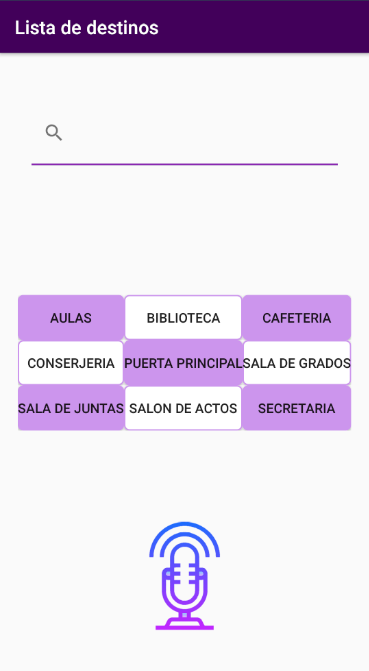 Lista de destinos
AULAS BIBLIOTECA CAFETERIA
CONSERJERIA PUERTA PRINCIPAL SALA DE GRADOS
SALA DE JUNTAS SALON DE ACTOS SECRETARIA